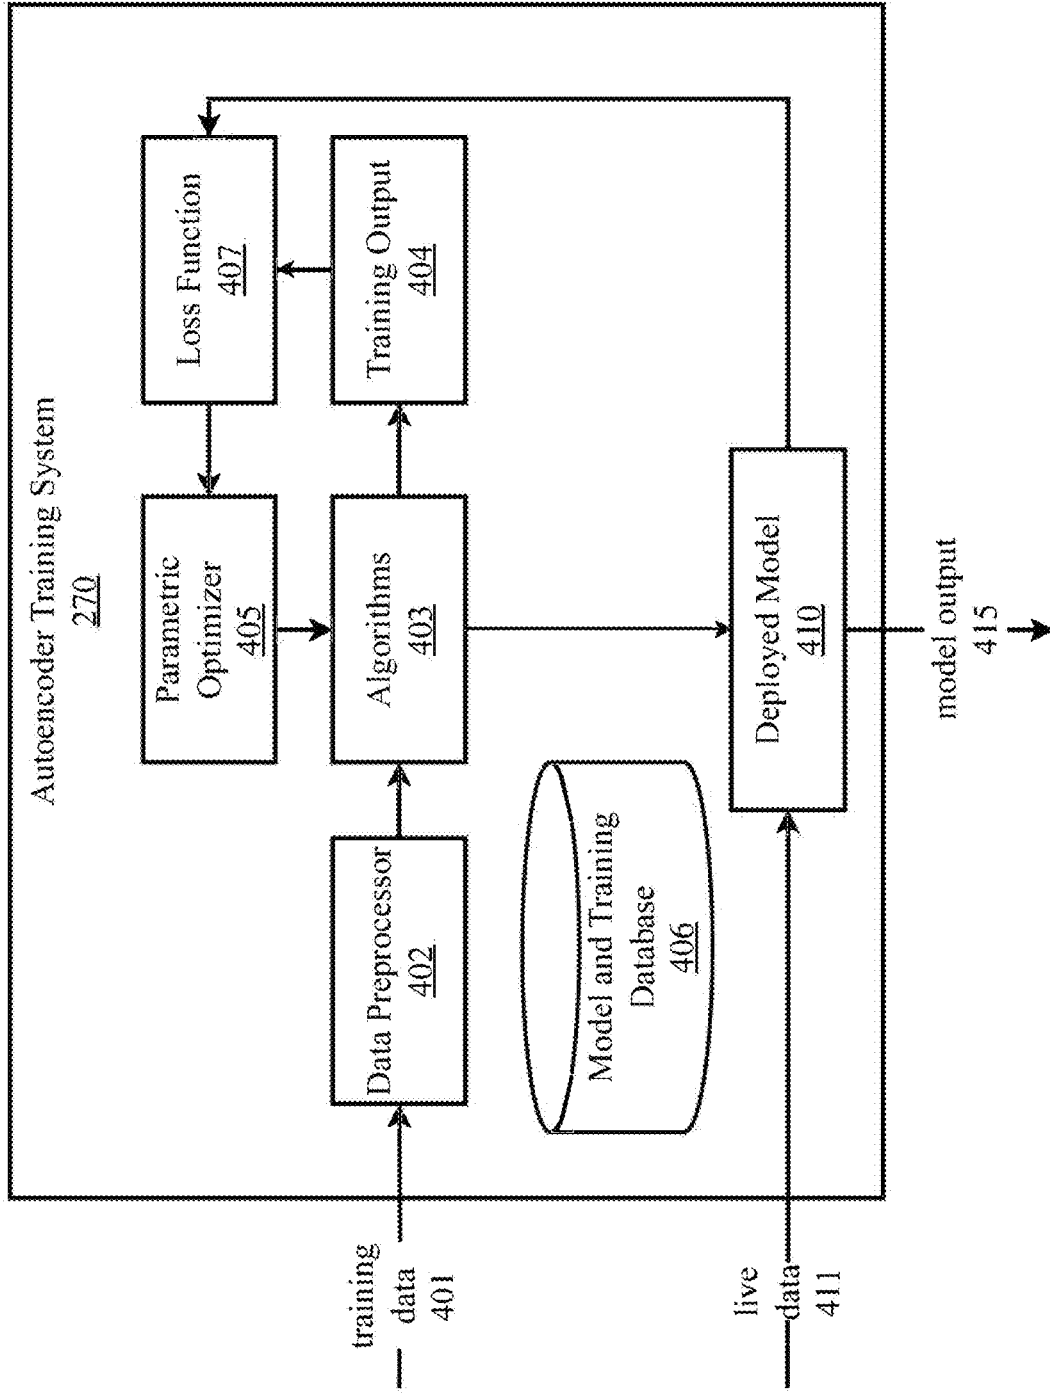 Autoencoder Training System
270
Parametric
Optimizer
405
Loss Function
407
training
data
401
Data Preprocessor
402
Algorithms
403
Training Output
404
Model and Training
Database
406
live
data
411
Deployed Model
410
model output
415